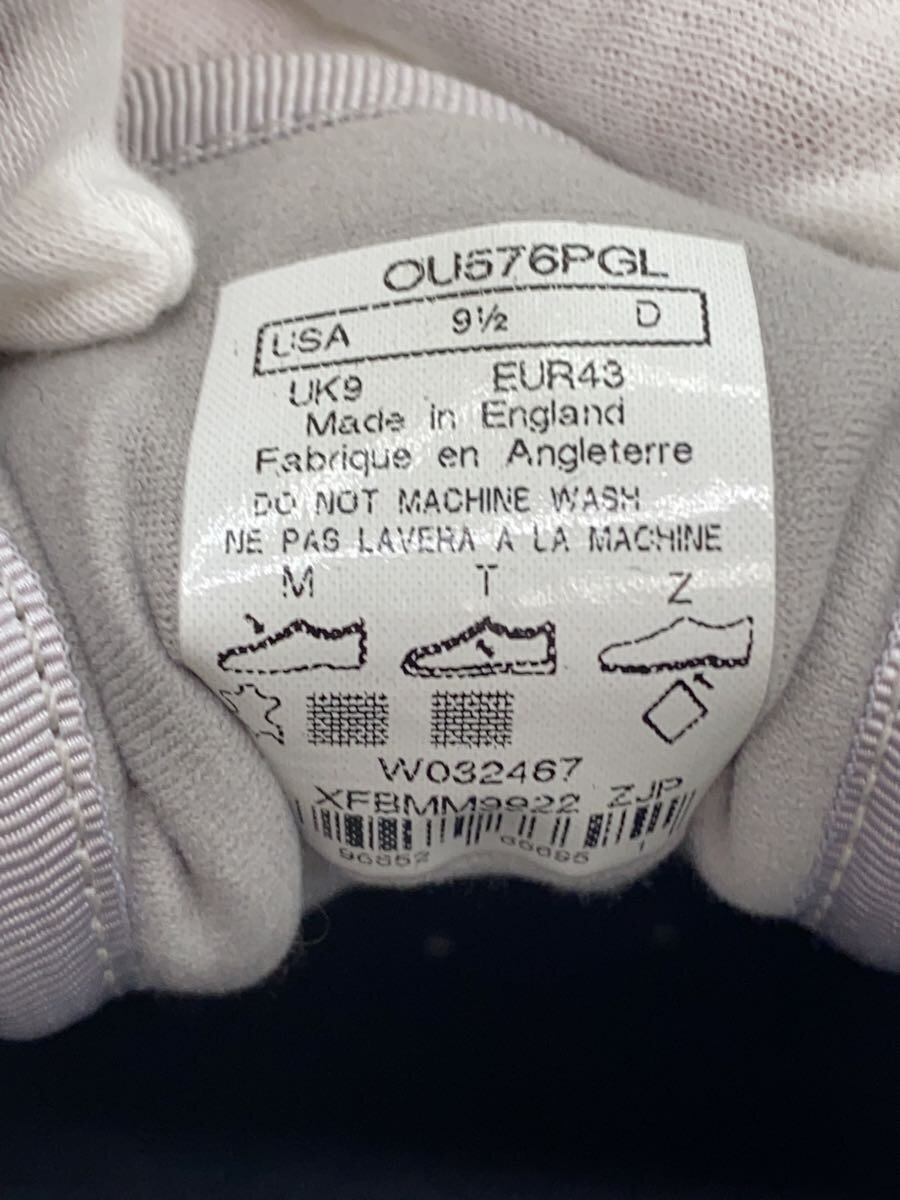 OU576PGL
USA 9½ D
UK9 EUR43
Made in England
Fabrique en Angleterre
DO NOT MACHINE WASH
NE PAS LAVERA A LA MACHINE
M T Z
W032467
XFBMM9922 ZJP